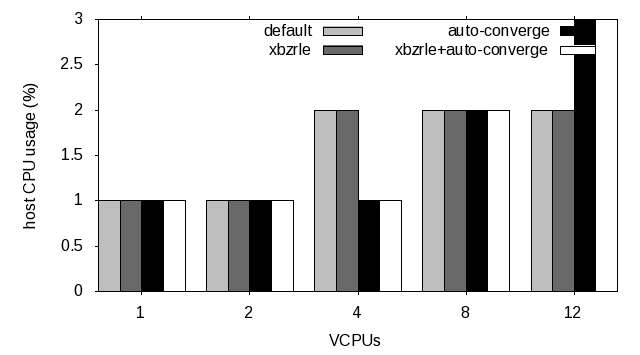 3
2.5
2
1.5
1
0.5
0
host CPU usage (%)
default
xbzrle
auto-converge
xbzrle+auto-converge
1 2 4 8 12
VCPUs